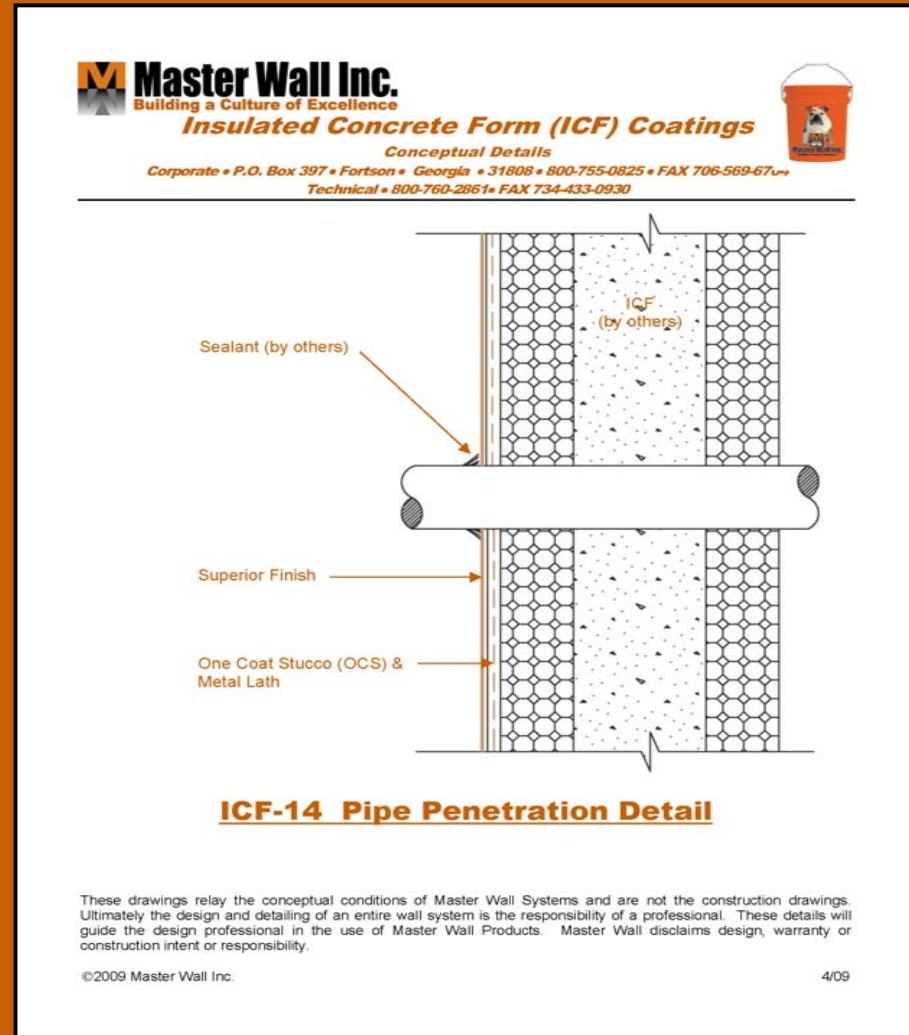 Master Wall Inc.
Building a Culture of Excellence
Insulated Concrete Form (ICF) Coatings
Conceptual Details
Corporate • P.O. Box 397 • Fortson • Georgia • 31808 • 800-755-0825 • FAX
Technical • 800-760-2861• FAX 734-433-0930
ICF
(by others)
Sealant (by others)
Superior Finish
One Coat Stucco (OCS) &
Metal Lath
ICF-14 Pipe Penetration Detail
These drawings relay the conceptual conditions of Master Wall Systems and are not the construction drawings.
Ultimately the design and detailing of an entire wall system is the responsibility of a professional. These details will
guide the design professional in the use of Master Wall Products. Master Wall disclaims design, warranty or
construction intent or responsibility.
©2009 Master Wall Inc.
4/09